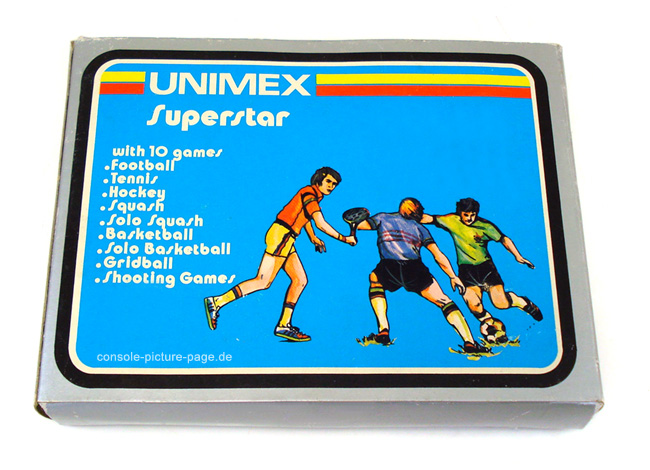 UNIMEX
Superstar
with 10 games
.Football
.Tennis
.Hockey
.Squash
.Solo Squash
.Basketball
.Solo Basketball
.Gridball
.Shooting Games
console-picture-page.de